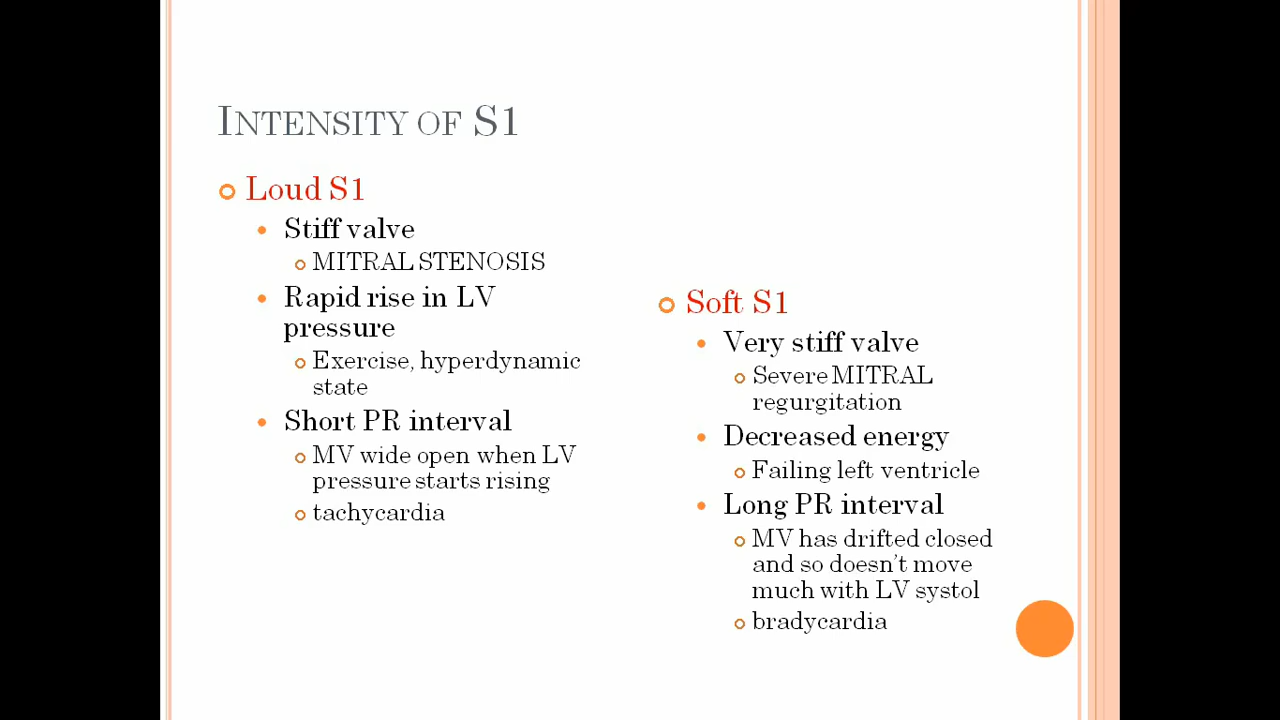 INTENSITY OF S1
Loud S1
Stiff valve
MITRAL STENOSIS
Rapid rise in LV
pressure
Exercise, hyperdynamic
state
Short PR interval
MV wide open when LV
pressure starts rising
tachycardia
Soft S1
Very stiff valve
Severe MITRAL
regurgitation
Decreased energy
Failing left ventricle
Long PR interval
MV has drifted closed
and so doesn't move
much with LV systol
bradycardia